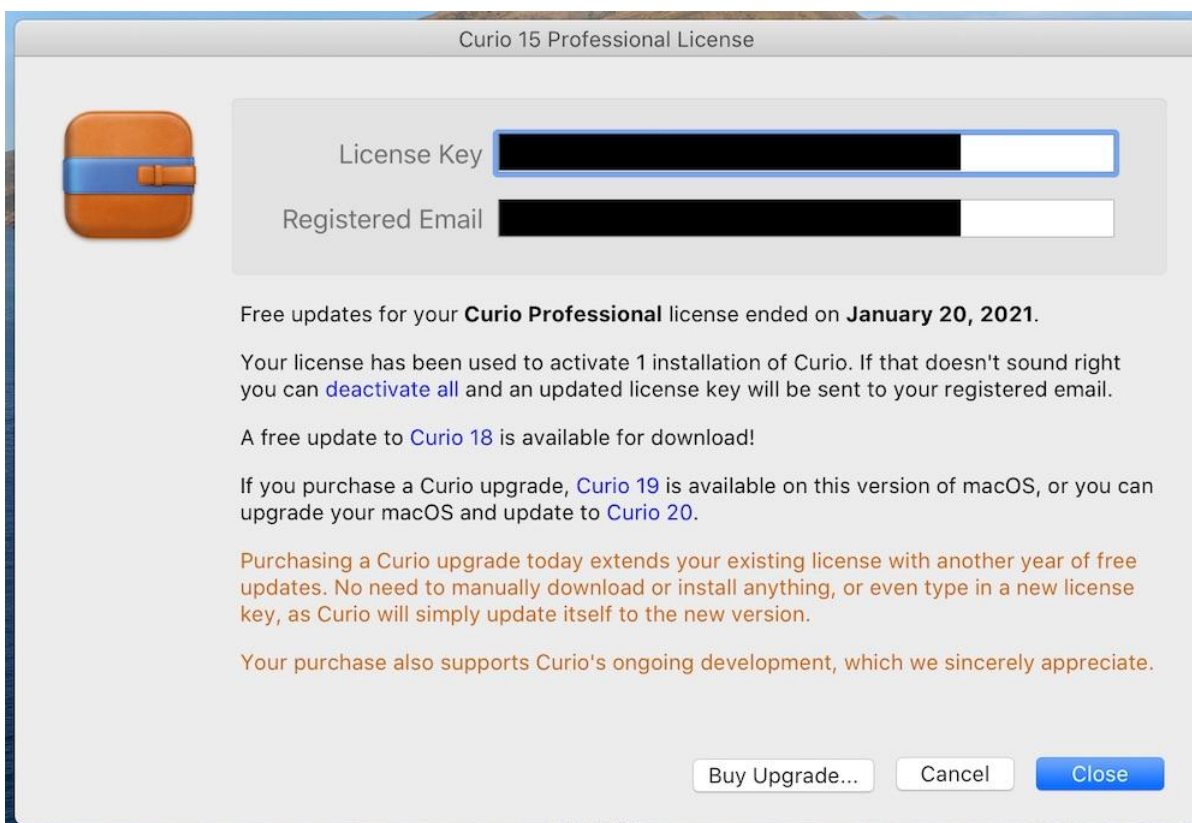 Curio 15 Professional License
License Key
Registered Email
Free updates for your Curio Professional license ended on January 20, 2021.
Your license has been used to activate 1 installation of Curio. If that doesn't sound right
you can deactivate all and an updated license key will be sent to your registered email.
A free update to Curio 18 is available for download!
If you purchase a Curio upgrade, Curio 19 is available on this version of macOS, or you can
upgrade your macOS and update to Curio 20.
Purchasing a Curio upgrade today extends your existing license with another year of free
updates. No need to manually download or install anything, or even type in a new license
key, as Curio will simply update itself to the new version.
Your purchase also supports Curio's ongoing development, which we sincerely appreciate.
Buy Upgrade... Cancel Close